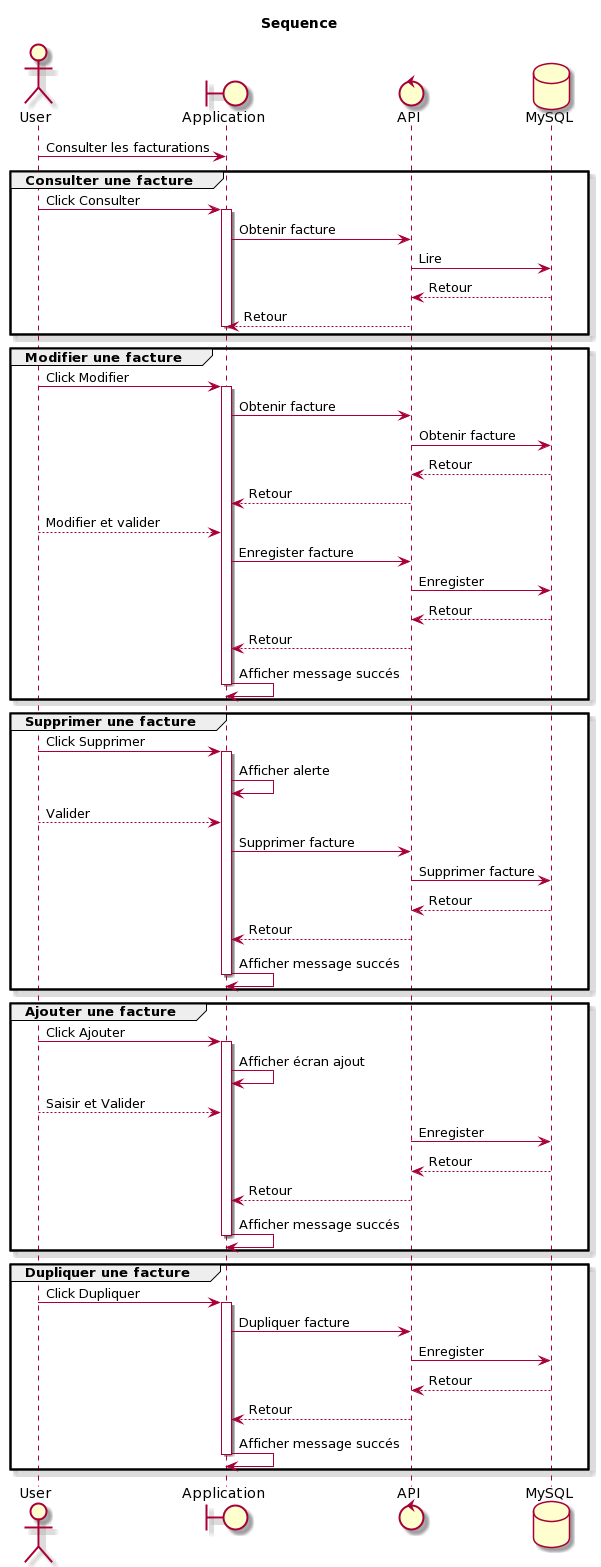 Sequence
User
Application
API
MySQL
Consulter les facturations
Consulter une facture
Click Consulter
Obtenir facture
Lire
Retour
Retour
Modifier une facture
Click Modifier
Obtenir facture
Obtenir facture
Retour
Retour
Modifier et valider
Enregister facture
Enregister
Retour
Retour
Afficher message succés
Supprimer une facture
Click Supprimer
Afficher alerte
Valider
Supprimer facture
Supprimer facture
Retour
Retour
Afficher message succés
Ajouter une facture
Click Ajouter
Afficher écran ajout
Saisir et Valider
Enregister
Retour
Retour
Afficher message succés
Dupliquer une facture
Click Dupliquer
Dupliquer facture
Enregister
Retour
Retour
Afficher message succés
User
Application
API
MySQL